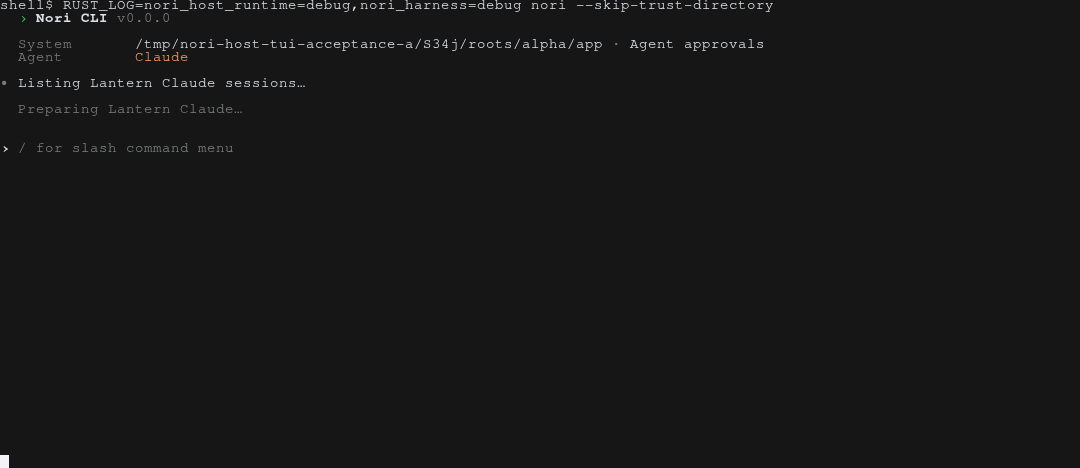 shell$ RUST_LOG=nori_host_runtime=debug,nori_harness=debug nori --skip-trust-directory
› Nori CLI v0.0.0
System /tmp/nori-host-tui-acceptance-a/S34j/roots/alpha/app · Agent approvals
Agent Claude
• Listing Lantern Claude sessions…
Preparing Lantern Claude…
› / for slash command menu